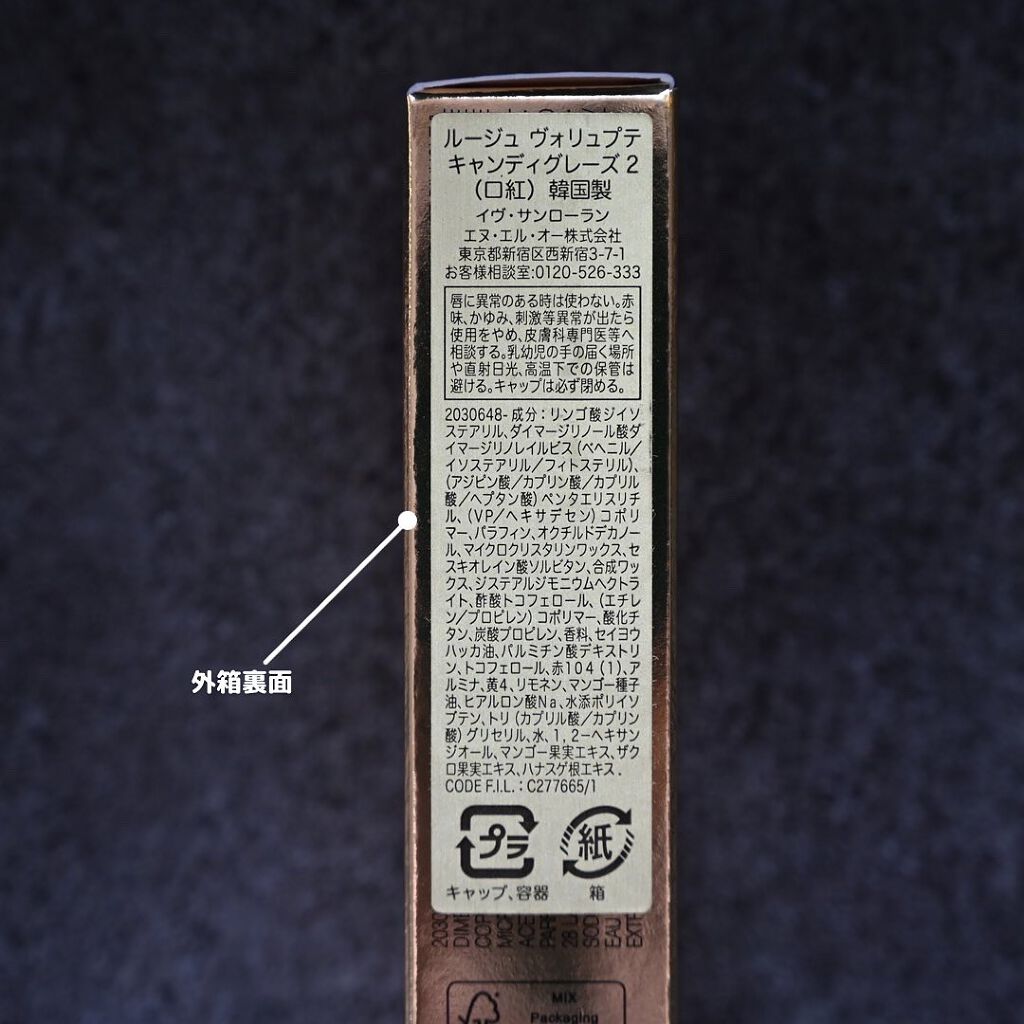 ルージュ ヴォリュプテ
キャンディグレーズ 2
（口紅） 韓国製
イヴ・サンローラン
エヌ・エル・オー株式会社
東京都新宿区西新宿3-7-1
お客様相談室:0120-526-333
唇に異常のある時は使わない。赤
味、かゆみ、刺激等異常が出たら
使用をやめ、皮膚科専門医等へ
相談する。乳幼児の手の届く場所
や直射日光、高温下での保管は
避ける。キャップは必ず閉める。
2030648- 成分：リンゴ酸ジイソ
ステアリル、ダイマージリノール酸ダ
イマージリノレイルビス（ベヘニル／
イソステアリル／フィトステリル）、
（アジピン酸／カプリン酸／カプリル
酸／ヘプタン酸）ペンタエリスリチ
ル、（VP／ヘキサデセン）コポリ
マー、パラフィン、オクチルドデカノー
ル、マイクロクリスタリンワックス、セ
スキオレイン酸ソルビタン、合成ワッ
クス、ジステアルジモニウムヘクトラ
イト、酢酸トコフェロール、（エチレ
ン／プロピレン）コポリマー、酸化チ
タン、炭酸プロピレン、香料、セイヨウ
ハッカ油、パルミチン酸デキストリ
ン、トコフェロール、赤104（1）、ア
ルミナ、黄4、リモネン、マンゴー種子
油、ヒアルロン酸Na、水添ポリイソ
ブテン、トリ（カプリル酸／カプリン
酸）グリセリル、水、1，2－ヘキサン
ジオール、マンゴー果実エキス、ザク
ロ果実エキス、ハナスゲ根エキス．
CODE F.I.L. : C277665/1
プラ
紙
キャップ、容器
箱
外箱裏面
2030
DIM
COP
MIC
ACE
PAR
28 L
SOD
EAU
EXTR
MIX
Packaging